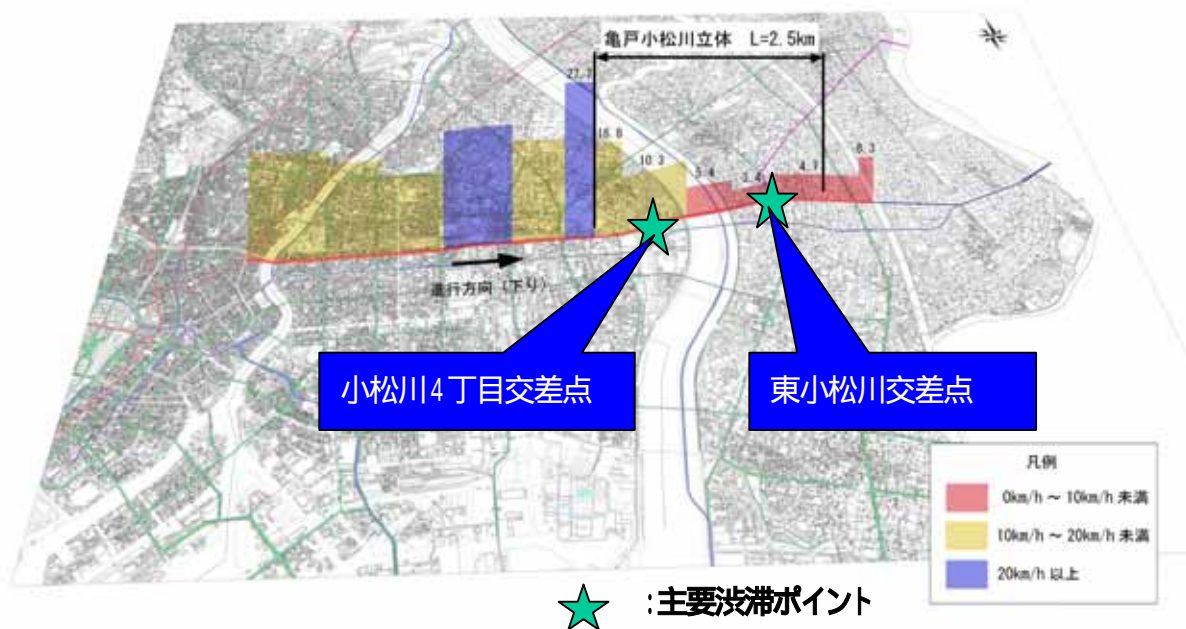 亀戸小松川立体 L=2.5km
27.7
16.8
10.3
5.4
3.4
4.7
8.3
進行方向(下り)
小松川4丁目交差点
東小松川交差点
凡例
0km/h ~ 10km/h 未満
10km/h ~ 20km/h 未満
20km/h 以上
:主要渋滞ポイント